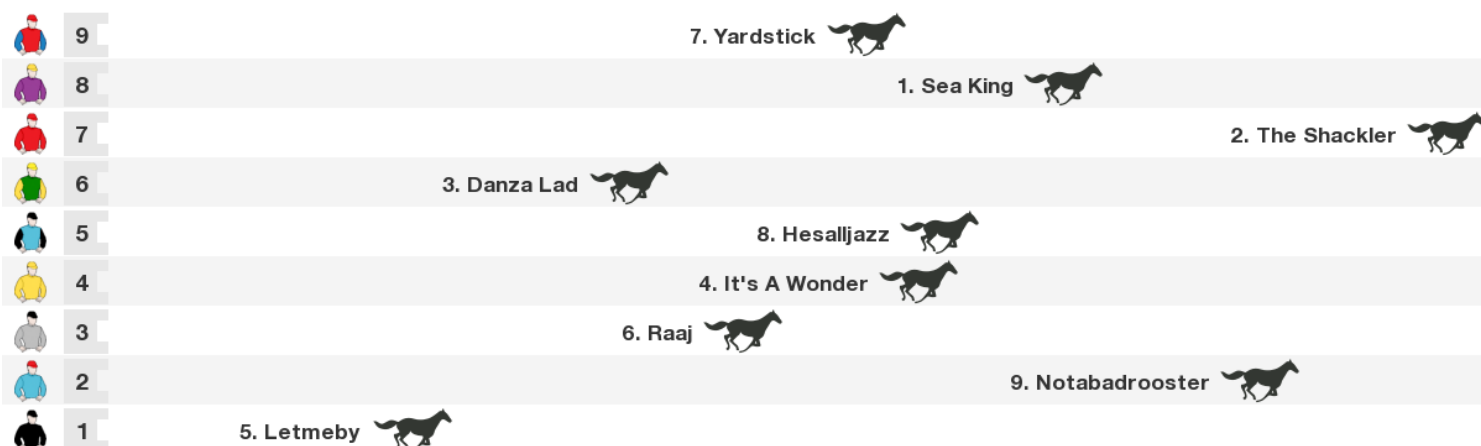 9 7. Yardstick
8 1. Sea King
7 2. The Shackler
6 3. Danza Lad
5 8. Hesalljazz
4 4. It's A Wonder
3 6. Raaj
2 9. Notabadrooster
1 5. Letmeby